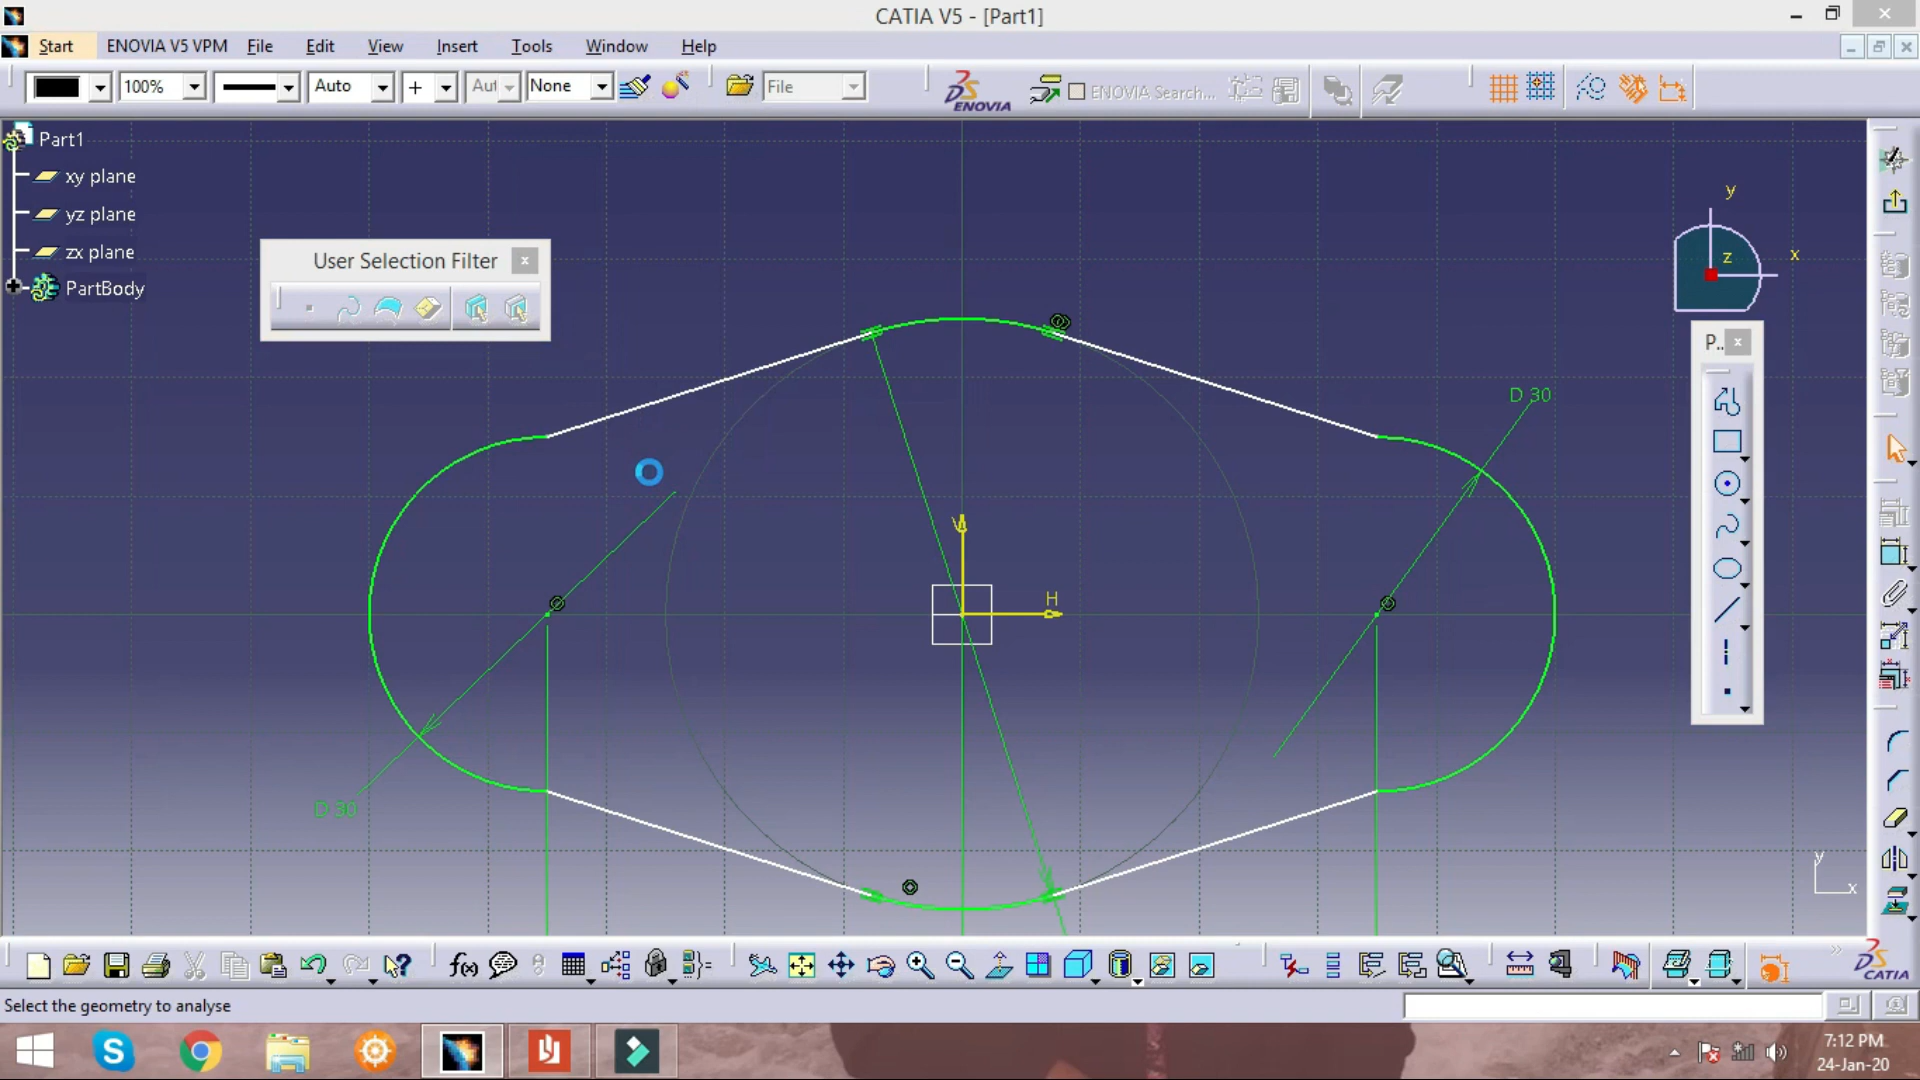 CATIA V5 - [Part1]
Start ENOVIA V5 VPM File Edit View Insert Tools Window Help
100% Auto Aut None File DS ENOVIA ENOVIA Search...
Part1
xy plane
yz plane
zx plane
PartBody
User Selection Filter
y
z
x
P..
D 30
V
H
D 30
y
x
f(x)
CATIA
Select the geometry to analyse
7:12 PM
24-Jan-20